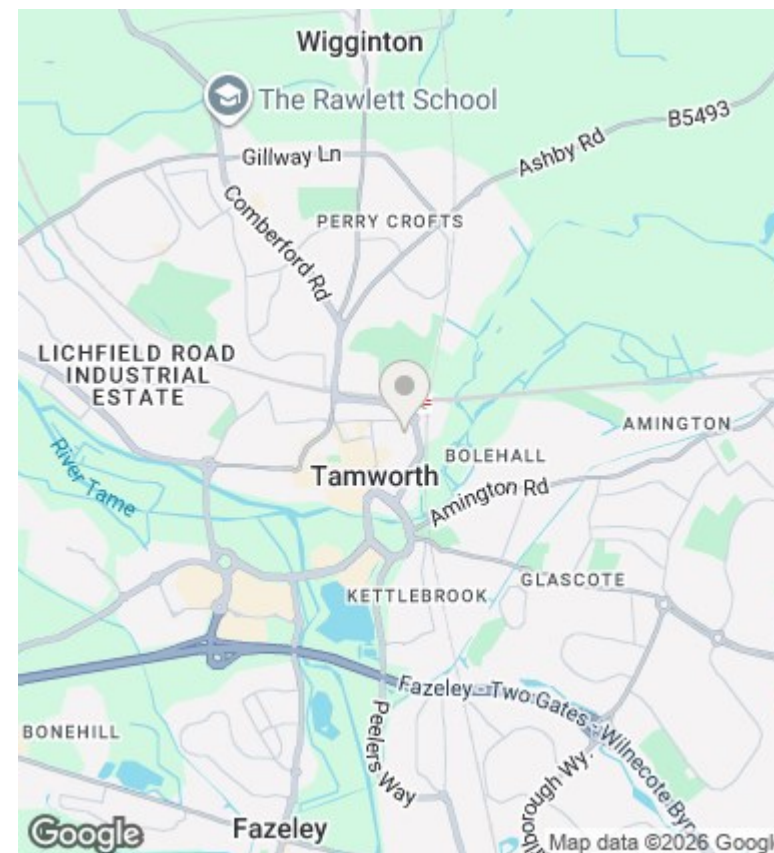 Wigginton
The Rawlett School
B5493
Ashby Rd
Gillway Ln
PERRY CROFTS
Comberford Rd
LICHFIELD ROAD
INDUSTRIAL
ESTATE
AMINGTON
BOLEHALL
River Tame
Tamworth
Amington Rd
GLASCOTE
KETTLEBROOK
Fazeley - Two Gates - Wilnecote Byp
BONEHILL
Peelers Way
borough Wy.
Fazeley
Google
Map data ©2026 Googl